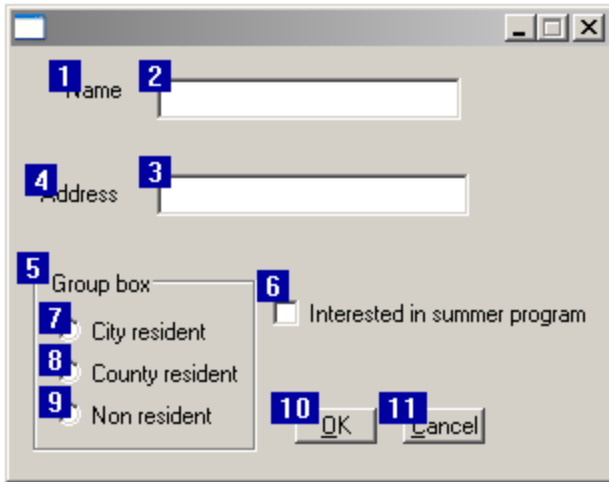 1 Name 2
4 Address 3
5 Group box
6 Interested in summer program
7 City resident
8 County resident
9 Non resident
10 OK 11 Cancel